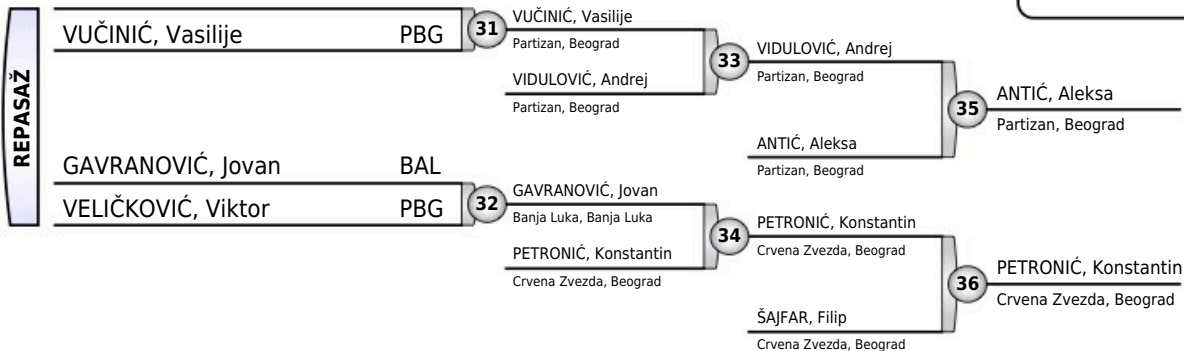 REPASAŽ
VUČINIĆ, Vasilije PBG
31
VUČINIĆ, Vasilije
Partizan, Beograd
VIDULOVIĆ, Andrej
Partizan, Beograd
33
VIDULOVIĆ, Andrej
Partizan, Beograd
ANTIĆ, Aleksa
Partizan, Beograd
35
ANTIĆ, Aleksa
Partizan, Beograd
GAVRANOVIĆ, Jovan BAL
VELIČKOVIĆ, Viktor PBG
32
GAVRANOVIĆ, Jovan
Banja Luka, Banja Luka
PETRONIĆ, Konstantin
Crvena Zvezda, Beograd
34
PETRONIĆ, Konstantin
Crvena Zvezda, Beograd
ŠAJFAR, Filip
Crvena Zvezda, Beograd
36
PETRONIĆ, Konstantin
Crvena Zvezda, Beograd